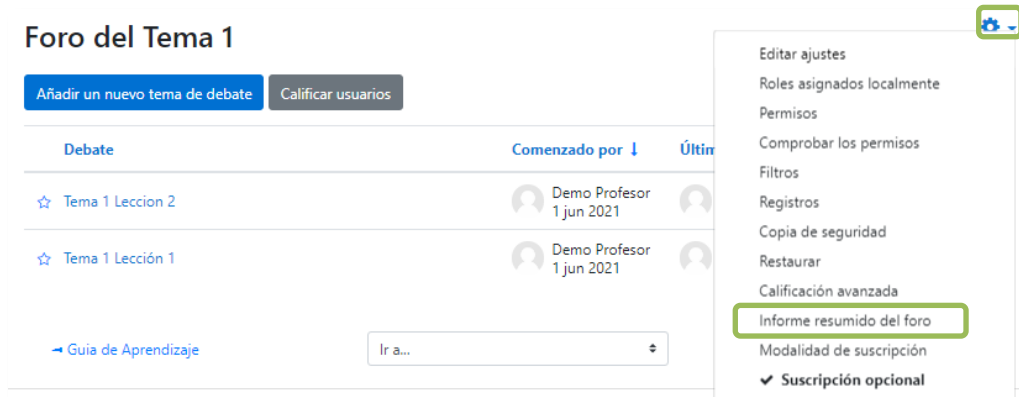 Foro del Tema 1
Añadir un nuevo tema de debate
Calificar usuarios
Debate
Comenzado por
Tema 1 Leccion 2
Demo Profesor
1 jun 2021
Tema 1 Lección 1
Demo Profesor
1 jun 2021
Guia de Aprendizaje
Ir a...
Editar ajustes
Roles asignados localmente
Permisos
Comprobar los permisos
Filtros
Registros
Copia de seguridad
Restaurar
Calificación avanzada
Informe resumido del foro
Modalidad de suscripción
Suscripción opcional